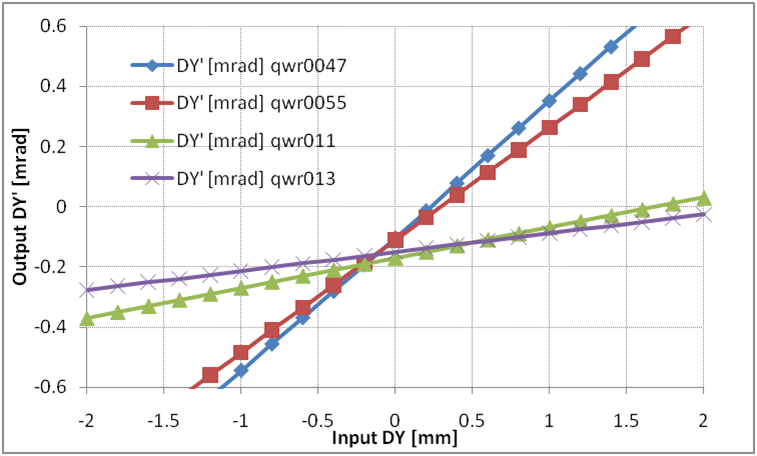 0.6
0.4
0.2
0
-0.2
-0.4
-0.6
Output DY' [mrad]
DY' [mrad] qwr0047
DY' [mrad] qwr0055
DY' [mrad] qwr011
DY' [mrad] qwr013
-2 -1.5 -1 -0.5 0 0.5 1 1.5 2
Input DY [mm]